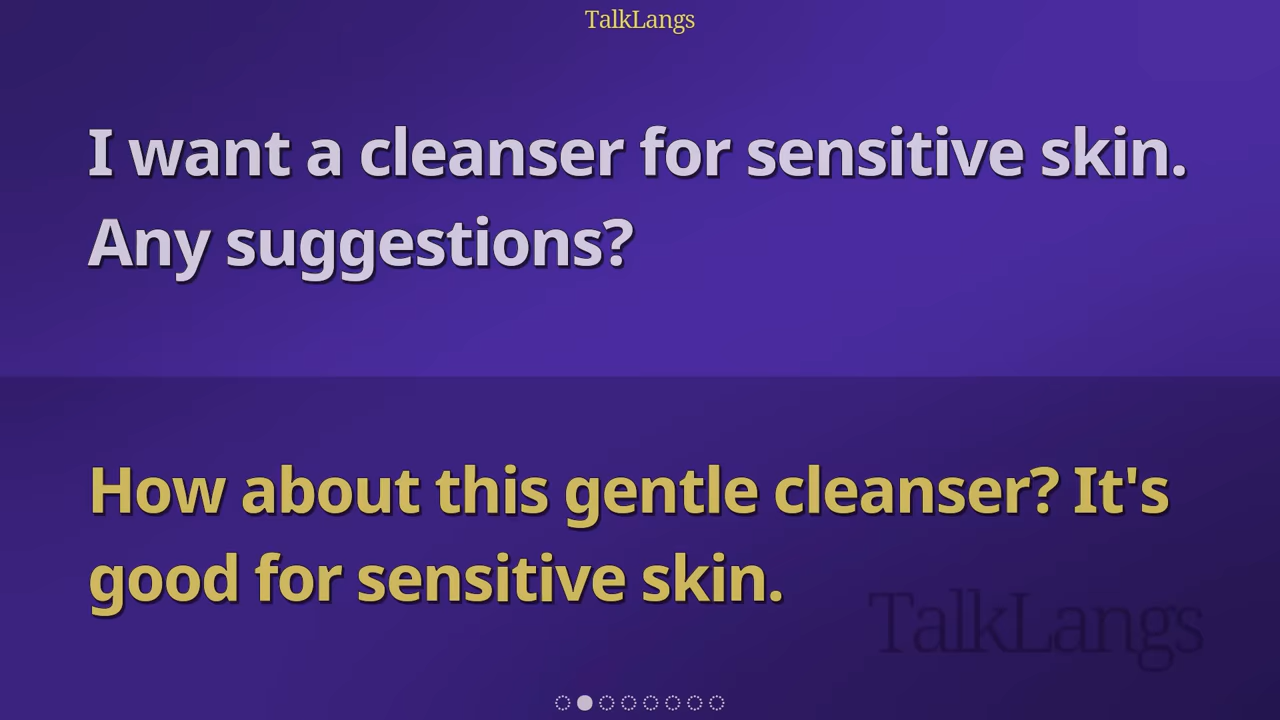 TalkLangs
I want a cleanser for sensitive skin.
Any suggestions?
How about this gentle cleanser? It's
good for sensitive skin.
TalkLangs